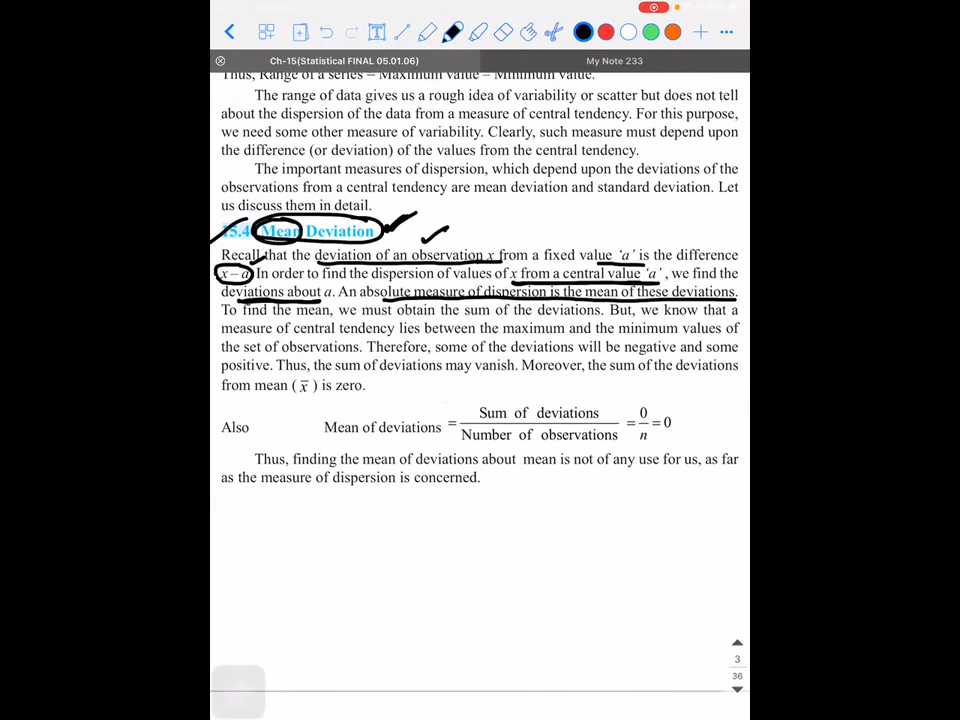 Ch-15(Statistical FINAL 05.01.06)
My Note 233
Thus, Range of a series = Maximum value – Minimum value.
The range of data gives us a rough idea of variability or scatter but does not tell
about the dispersion of the data from a measure of central tendency. For this purpose,
we need some other measure of variability. Clearly, such measure must depend upon
the difference (or deviation) of the values from the central tendency.
The important measures of dispersion, which depend upon the deviations of the
observations from a central tendency are mean deviation and standard deviation. Let
us discuss them in detail.
15.4 Mean Deviation
Recall that the deviation of an observation x from a fixed value ‘a’ is the difference
x – a. In order to find the dispersion of values of x from a central value ‘a’ , we find the
deviations about a. An absolute measure of dispersion is the mean of these deviations.
To find the mean, we must obtain the sum of the deviations. But, we know that a
measure of central tendency lies between the maximum and the minimum values of
the set of observations. Therefore, some of the deviations will be negative and some
positive. Thus, the sum of deviations may vanish. Moreover, the sum of the deviations
from mean ( x̅ ) is zero.
Also Mean of deviations = Sum of deviations / Number of observations = 0 / n = 0
Thus, finding the mean of deviations about mean is not of any use for us, as far
as the measure of dispersion is concerned.
3
36